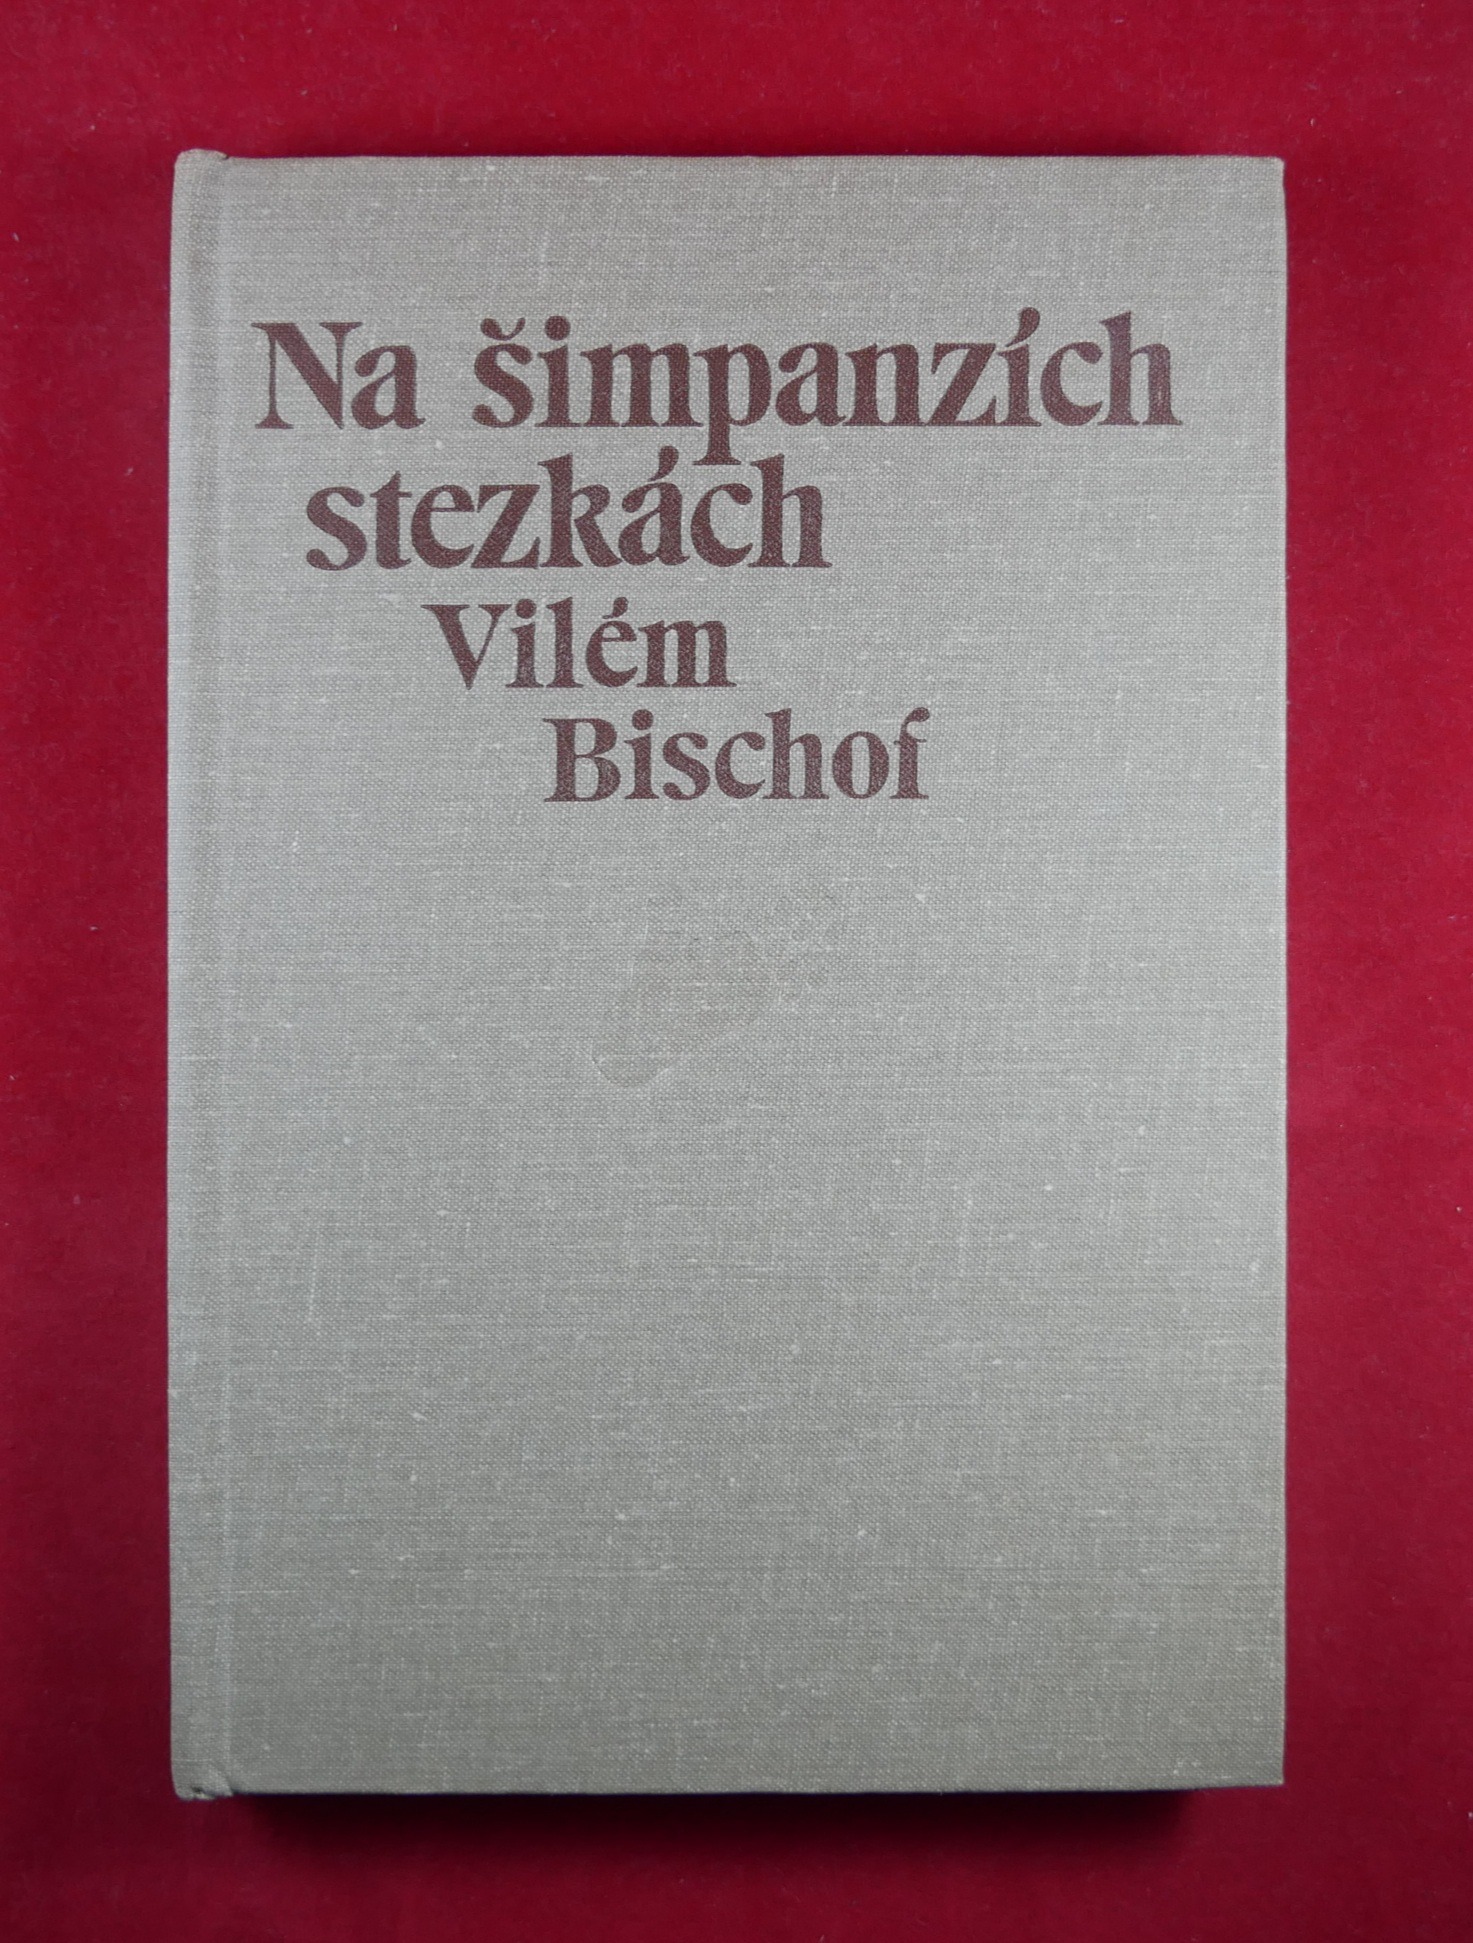 Na šimpanzích
stezkách
Vilém
Bischof